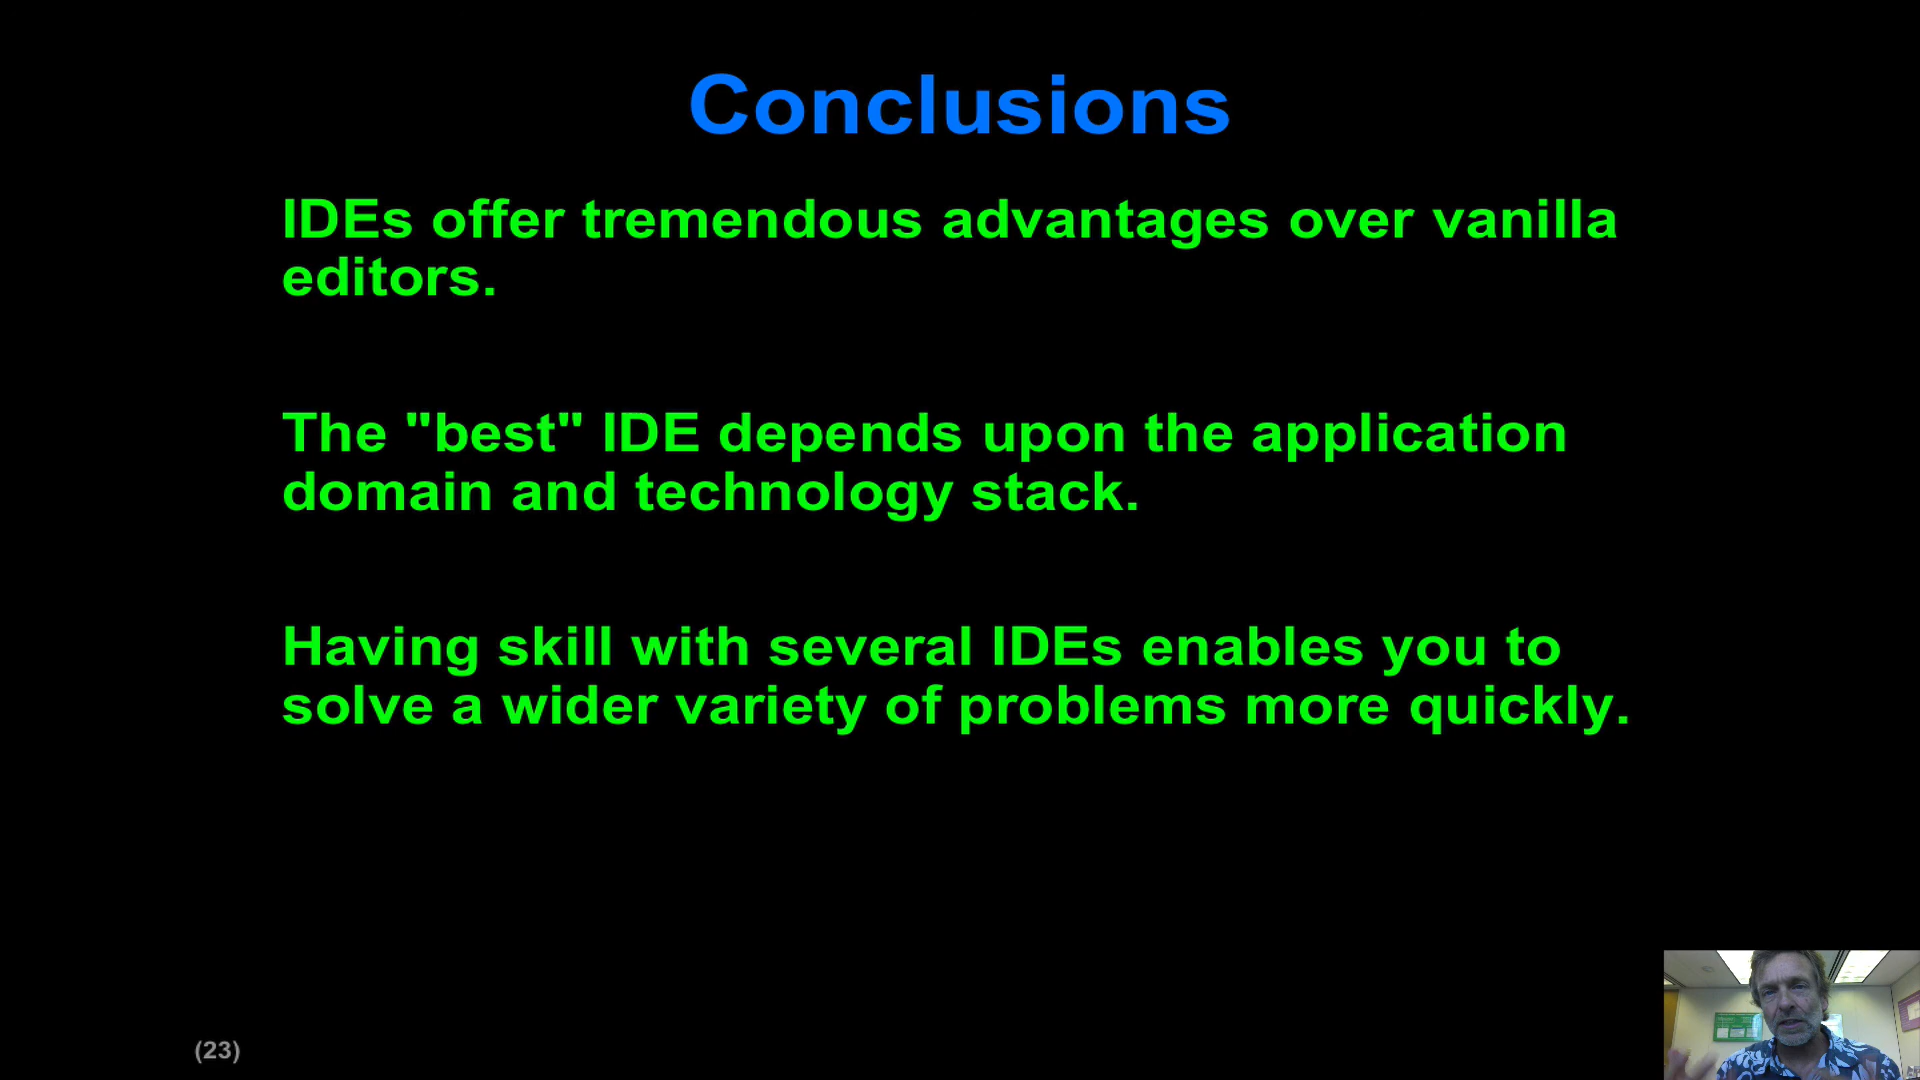 Conclusions
IDEs offer tremendous advantages over vanilla
editors.
The "best" IDE depends upon the application
domain and technology stack.
Having skill with several IDEs enables you to
solve a wider variety of problems more quickly.
(23)